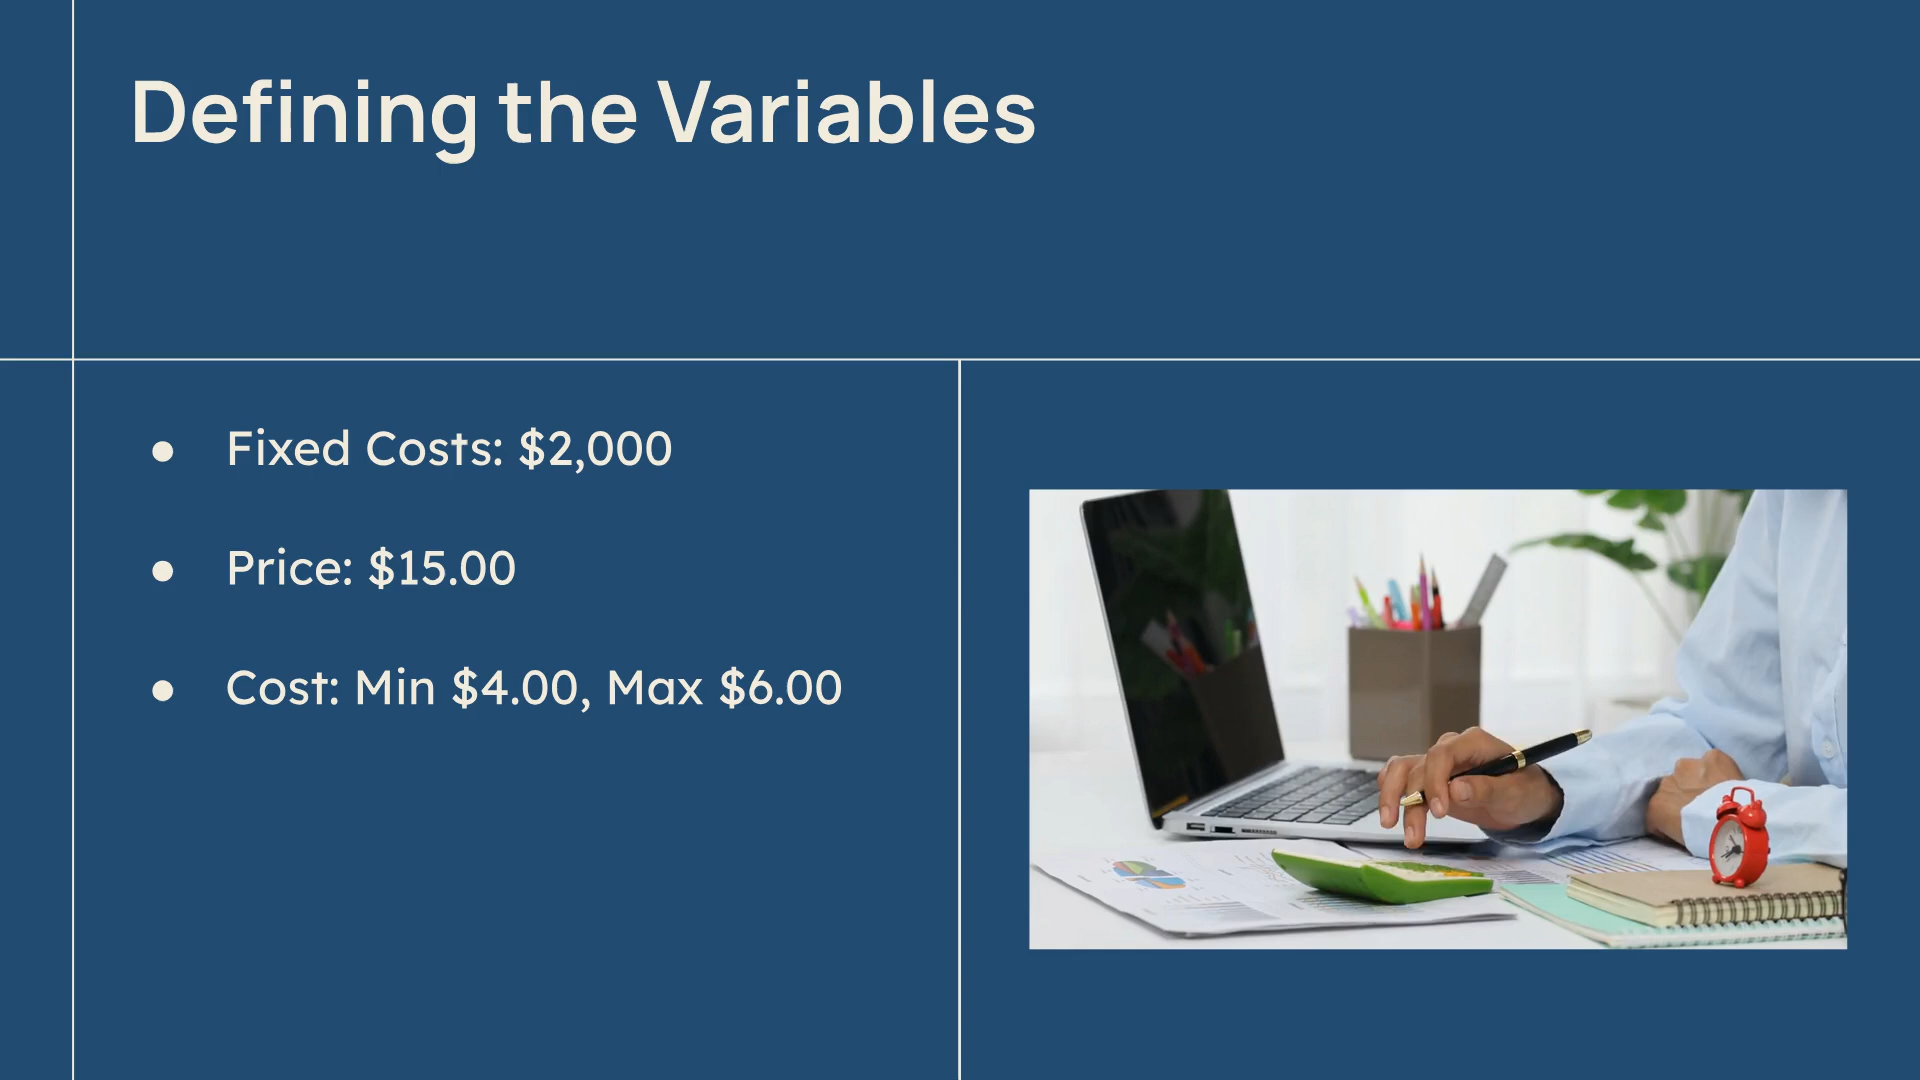 Defining the Variables
● Fixed Costs: $2,000
● Price: $15.00
● Cost: Min $4.00, Max $6.00